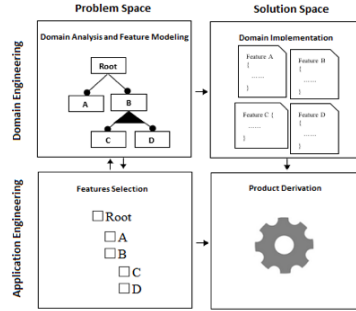 Problem Space
Solution Space
Domain Engineering
Domain Analysis and Feature Modeling
Root
A
B
C
D
Domain Implementation
Feature A
{
......
}
Feature B
{
......
}
Feature C {
......
}
Feature D
{
......
}
Application Engineering
Features Selection
Root
A
B
C
D
Product Derivation